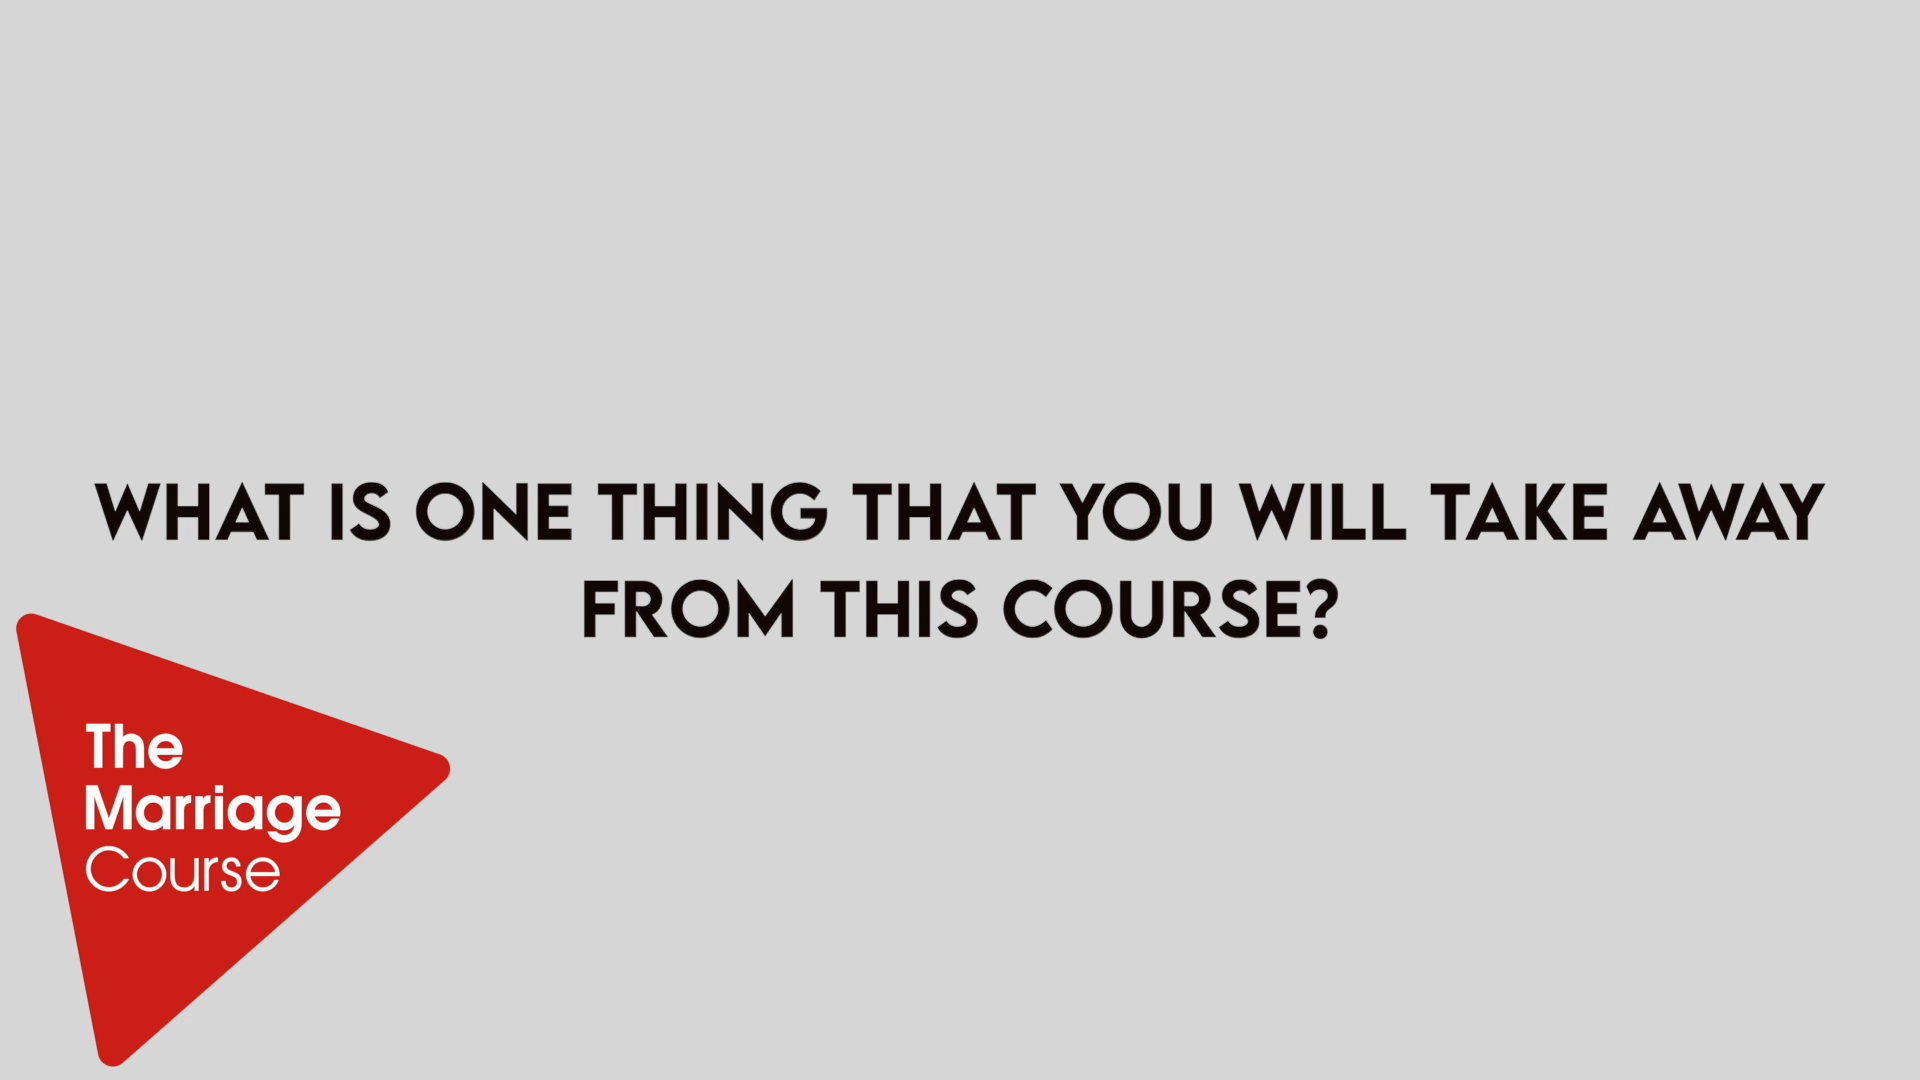 WHAT IS ONE THING THAT YOU WILL TAKE AWAY
FROM THIS COURSE?
The
Marriage
Course